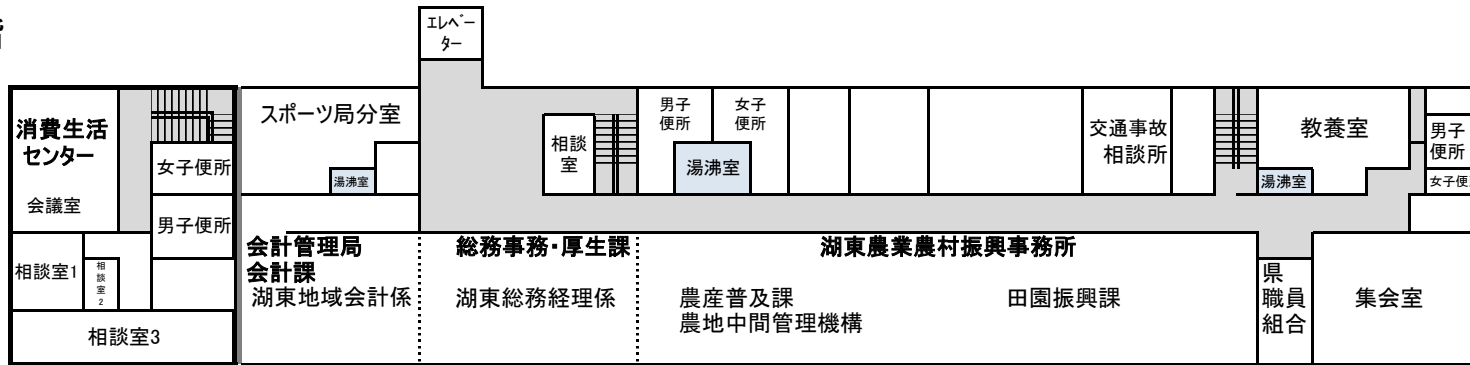 エレベー
ター
消費生活
センター
会議室
女子便所
男子便所
相談室1
相
談
室
2
相談室3
スポーツ局分室
湯沸室
相談
室
男子
便所
女子
便所
湯沸室
交通事故
相談所
教養室
湯沸室
男子
便所
女子便
会計管理局
会計課
湖東地域会計係
総務事務・厚生課
湖東総務経理係
湖東農業農村振興事務所
農産普及課
農地中間管理機構
田園振興課
県
職員
組合
集会室